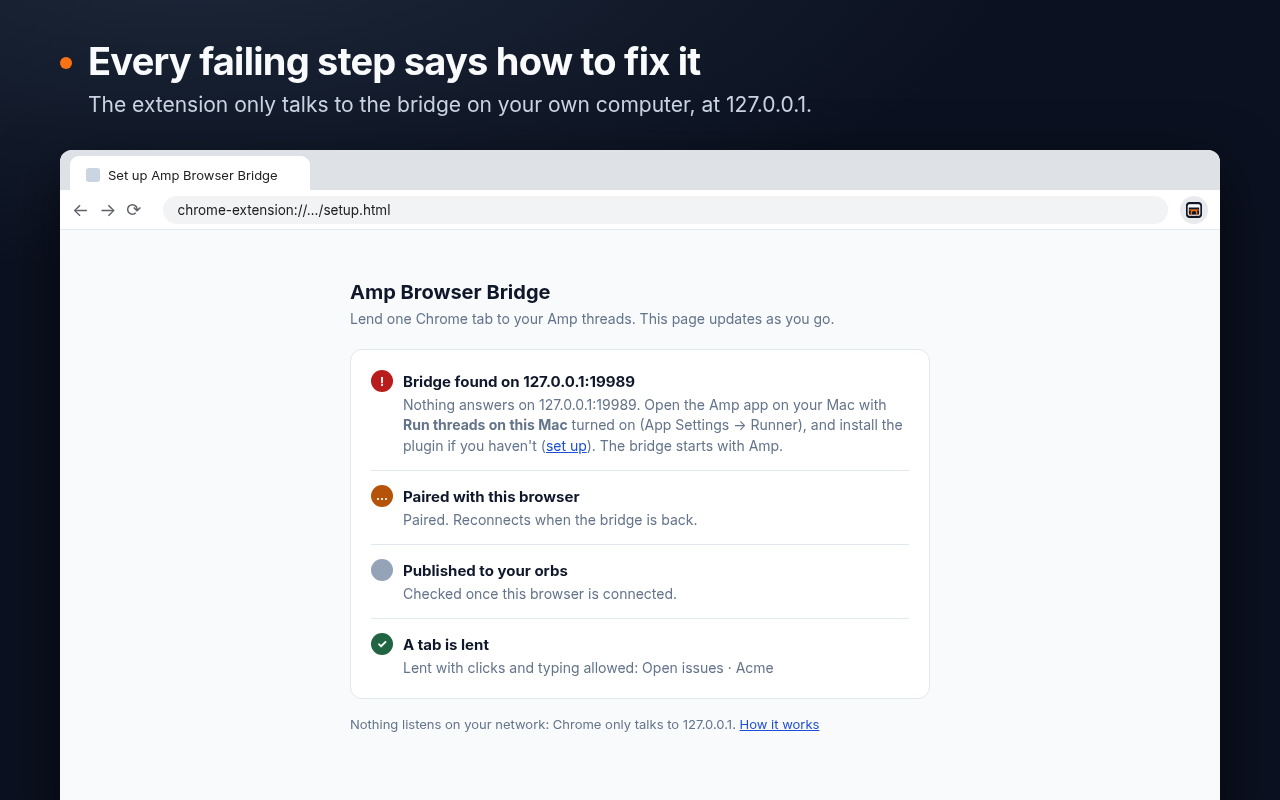 Every failing step says how to fix it
The extension only talks to the bridge on your own computer, at 127.0.0.1.
Set up Amp Browser Bridge
chrome-extension://.../setup.html
Amp Browser Bridge
Lend one Chrome tab to your Amp threads. This page updates as you go.
! Bridge found on 127.0.0.1:19989
Nothing answers on 127.0.0.1:19989. Open the Amp app on your Mac with
Run threads on this Mac turned on (App Settings → Runner), and install the
plugin if you haven't (set up). The bridge starts with Amp.
... Paired with this browser
Paired. Reconnects when the bridge is back.
Published to your orbs
Checked once this browser is connected.
A tab is lent
Lent with clicks and typing allowed: Open issues · Acme
Nothing listens on your network: Chrome only talks to 127.0.0.1. How it works